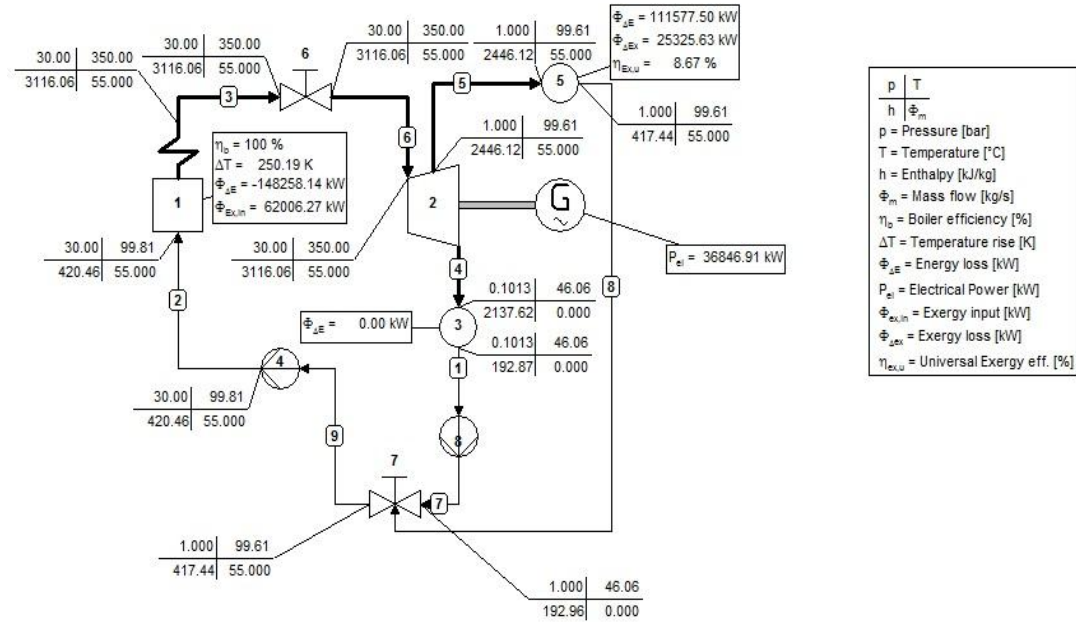 30.00 350.00
3116.06 55.000
30.00 350.00
3116.06 55.000
6
30.00 350.00
3116.06 55.000
1.000 99.61
2446.12 55.000
5
5
ΦΔE = 111577.50 kW
ΦΔEx = 25325.63 kW
ηEx,u = 8.67 %
3
6
1.000 99.61
417.44 55.000
1.000 99.61
2446.12 55.000
ηb = 100 %
ΔT = 250.19 K
ΦΔE = -148258.14 kW
ΦEx,in = 62006.27 kW
1
2
G
~
30.00 99.81
420.46 55.000
30.00 350.00
3116.06 55.000
Pel = 36846.91 kW
4
8
2
0.1013 46.06
2137.62 0.000
ΦΔE = 0.00 kW
3
0.1013 46.06
192.87 0.000
1
4
30.00 99.81
420.46 55.000
9
8
7
7
1.000 99.61
417.44 55.000
1.000 46.06
192.96 0.000
p T
h Φm
p = Pressure [bar]
T = Temperature [°C]
h = Enthalpy [kJ/kg]
Φm = Mass flow [kg/s]
ηb = Boiler efficiency [%]
ΔT = Temperature rise [K]
ΦΔE = Energy loss [kW]
Pel = Electrical Power [kW]
Φex,in = Exergy input [kW]
ΦΔex = Exergy loss [kW]
ηex,u = Universal Exergy eff. [%]